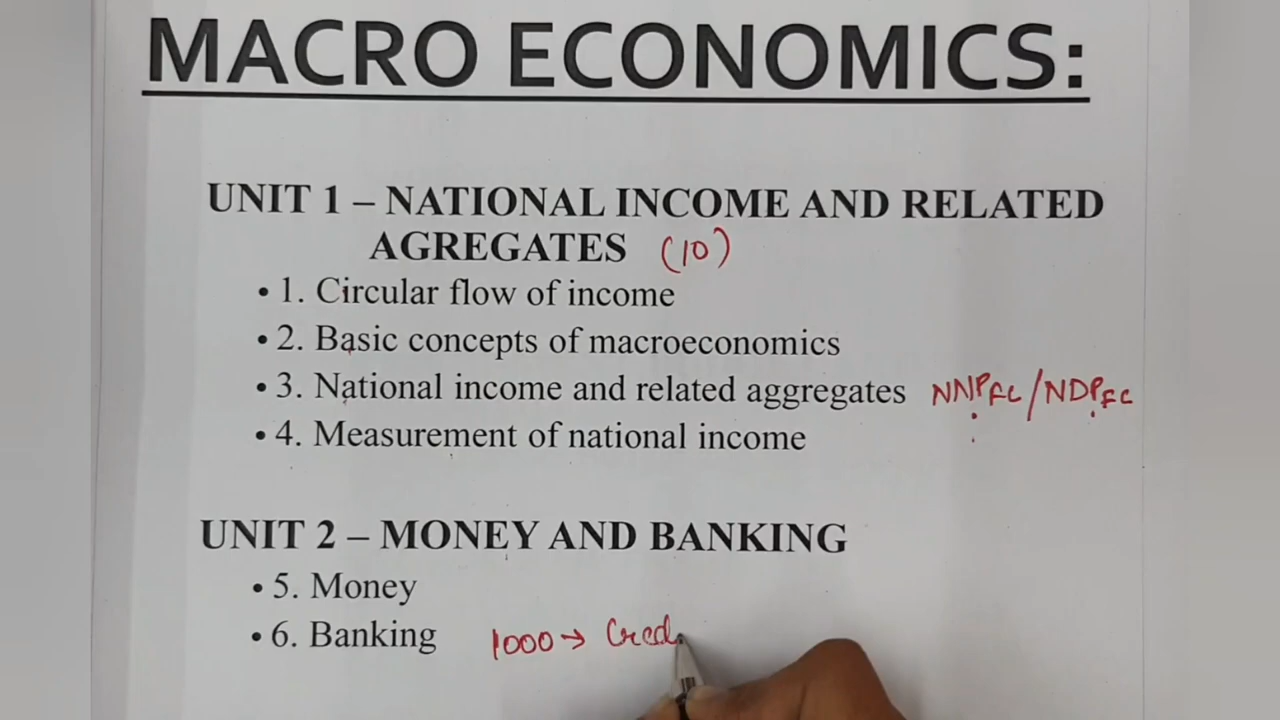 MACRO ECONOMICS:
UNIT 1 – NATIONAL INCOME AND RELATED
AGREGATES (10)
• 1. Circular flow of income
• 2. Basic concepts of macroeconomics
• 3. National income and related aggregates NNPFC/NDPFC
• 4. Measurement of national income
UNIT 2 – MONEY AND BANKING
• 5. Money
• 6. Banking 1000 → Cred